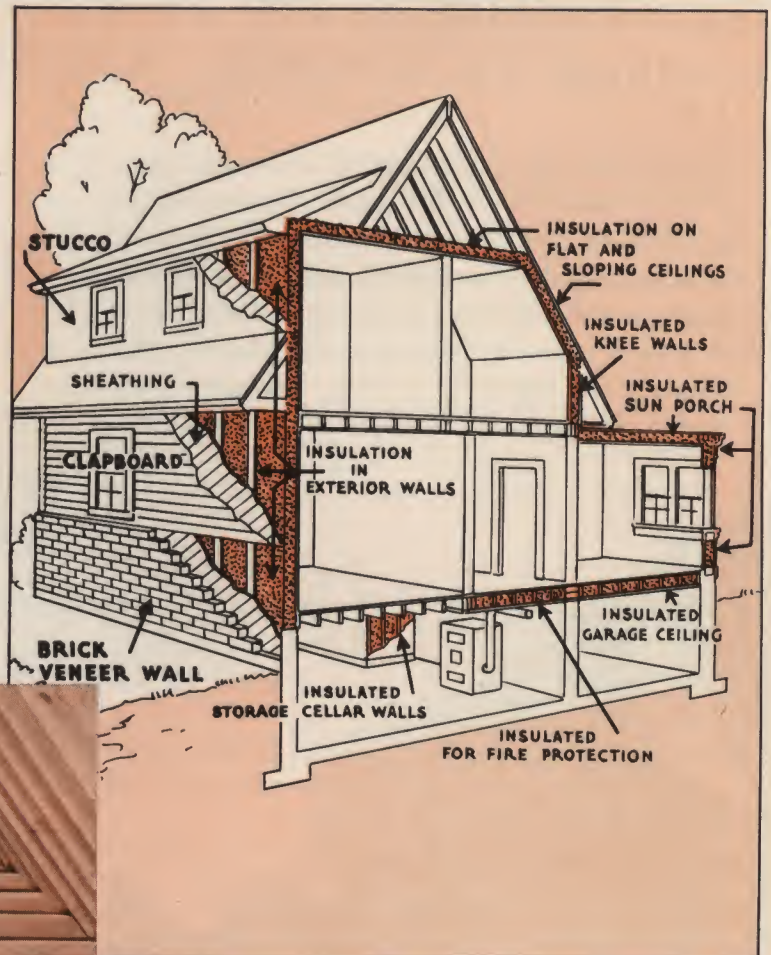 STUCCO
INSULATION ON
FLAT AND
SLOPING CEILINGS
INSULATED
KNEE WALLS
SHEATHING
INSULATED
SUN PORCH
CLAPBOARD
INSULATION
IN
EXTERIOR WALLS
INSULATED
GARAGE CEILING
BRICK
VENEER WALL
INSULATED
STORAGE CELLAR WALLS
INSULATED
FOR FIRE PROTECTION